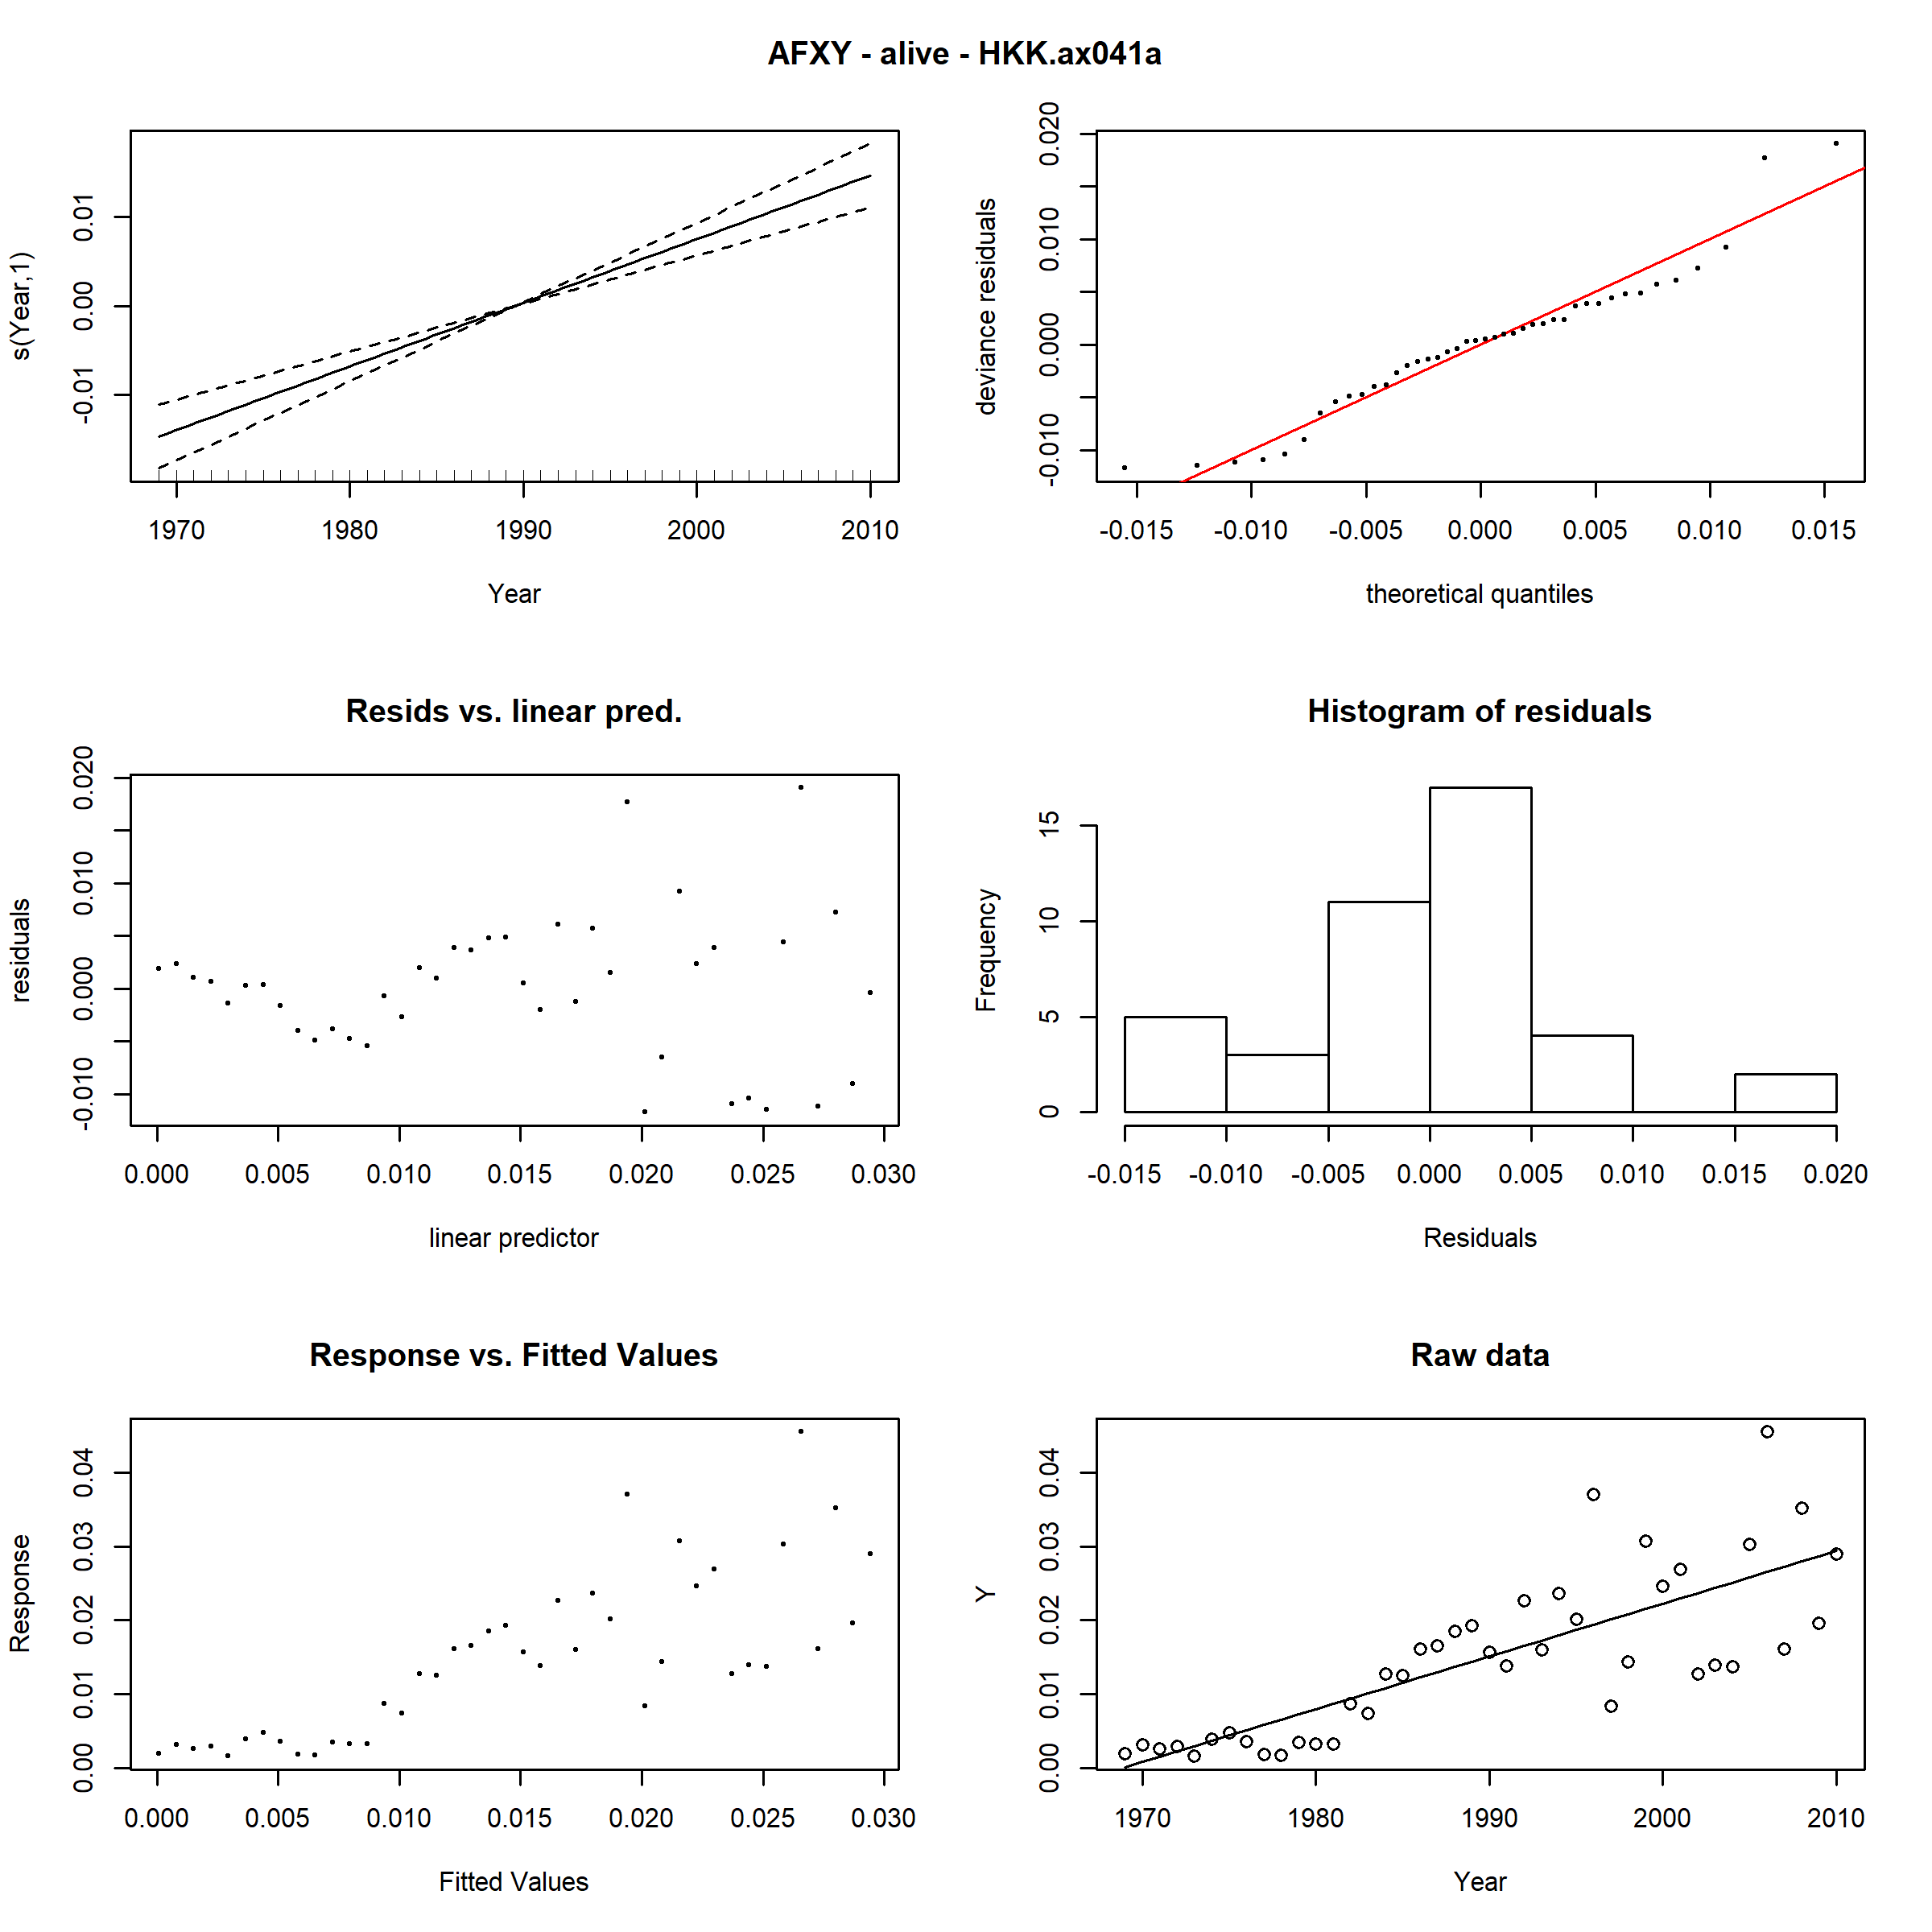 AFXY - alive - HKK.ax041a
s(Year,1)
-0.01 0.00 0.01
1970 1980 1990 2000 2010
Year
deviance residuals
-0.010 0.000 0.010 0.020
-0.015 -0.010 -0.005 0.000 0.005 0.010 0.015
theoretical quantiles
Resids vs. linear pred.
residuals
-0.010 0.000 0.010 0.020
0.000 0.005 0.010 0.015 0.020 0.025 0.030
linear predictor
Histogram of residuals
Frequency
0 5 10 15
-0.015 -0.010 -0.005 0.000 0.005 0.010 0.015 0.020
Residuals
Response vs. Fitted Values
Response
0.00 0.01 0.02 0.03 0.04
0.000 0.005 0.010 0.015 0.020 0.025 0.030
Fitted Values
Raw data
Y
0.00 0.01 0.02 0.03 0.04
1970 1980 1990 2000 2010
Year